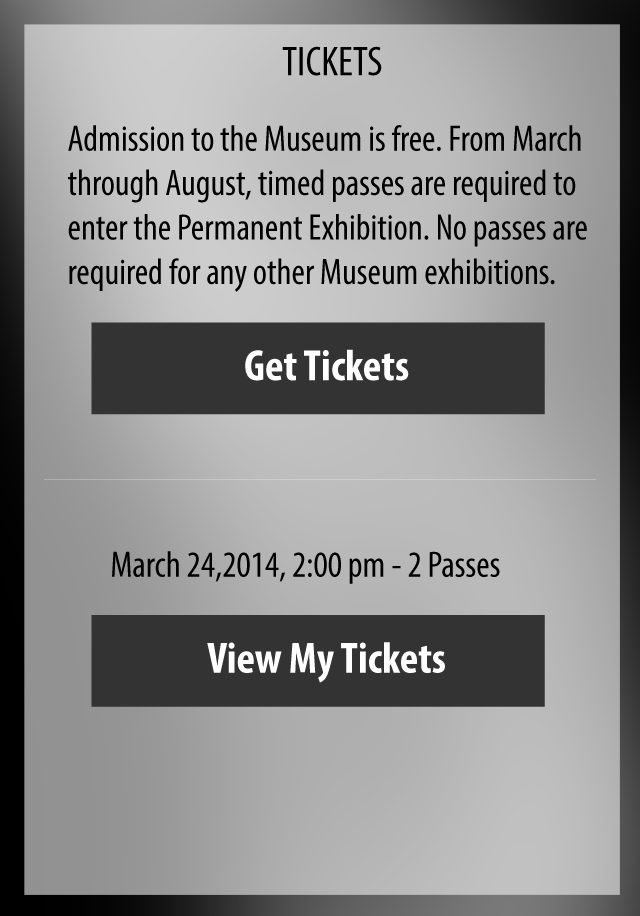 TICKETS
Admission to the Museum is free. From March
through August, timed passes are required to
enter the Permanent Exhibition. No passes are
required for any other Museum exhibitions.
Get Tickets
March 24,2014, 2:00 pm - 2 Passes
View My Tickets